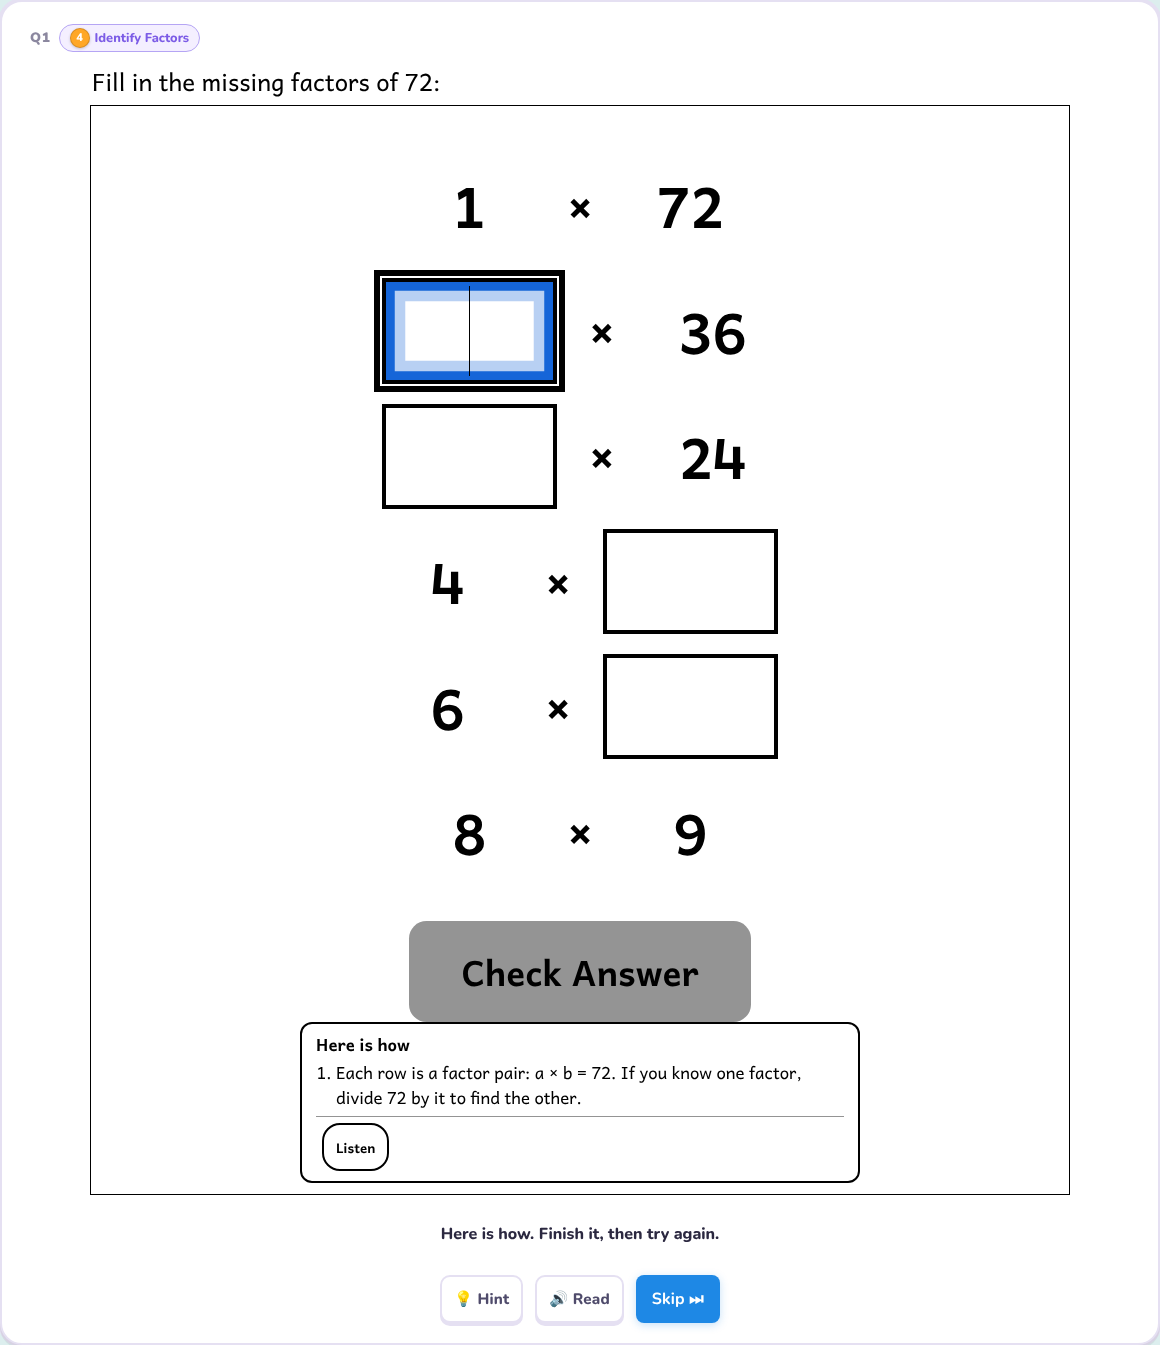 Q1 4 Identify Factors
Fill in the missing factors of 72:
1 × 72
× 36
× 24
4 ×
6 ×
8 × 9
Check Answer
Here is how
1. Each row is a factor pair: a × b = 72. If you know one factor,
divide 72 by it to find the other.
Listen
Here is how. Finish it, then try again.
💡 Hint 🔊 Read Skip ⏭